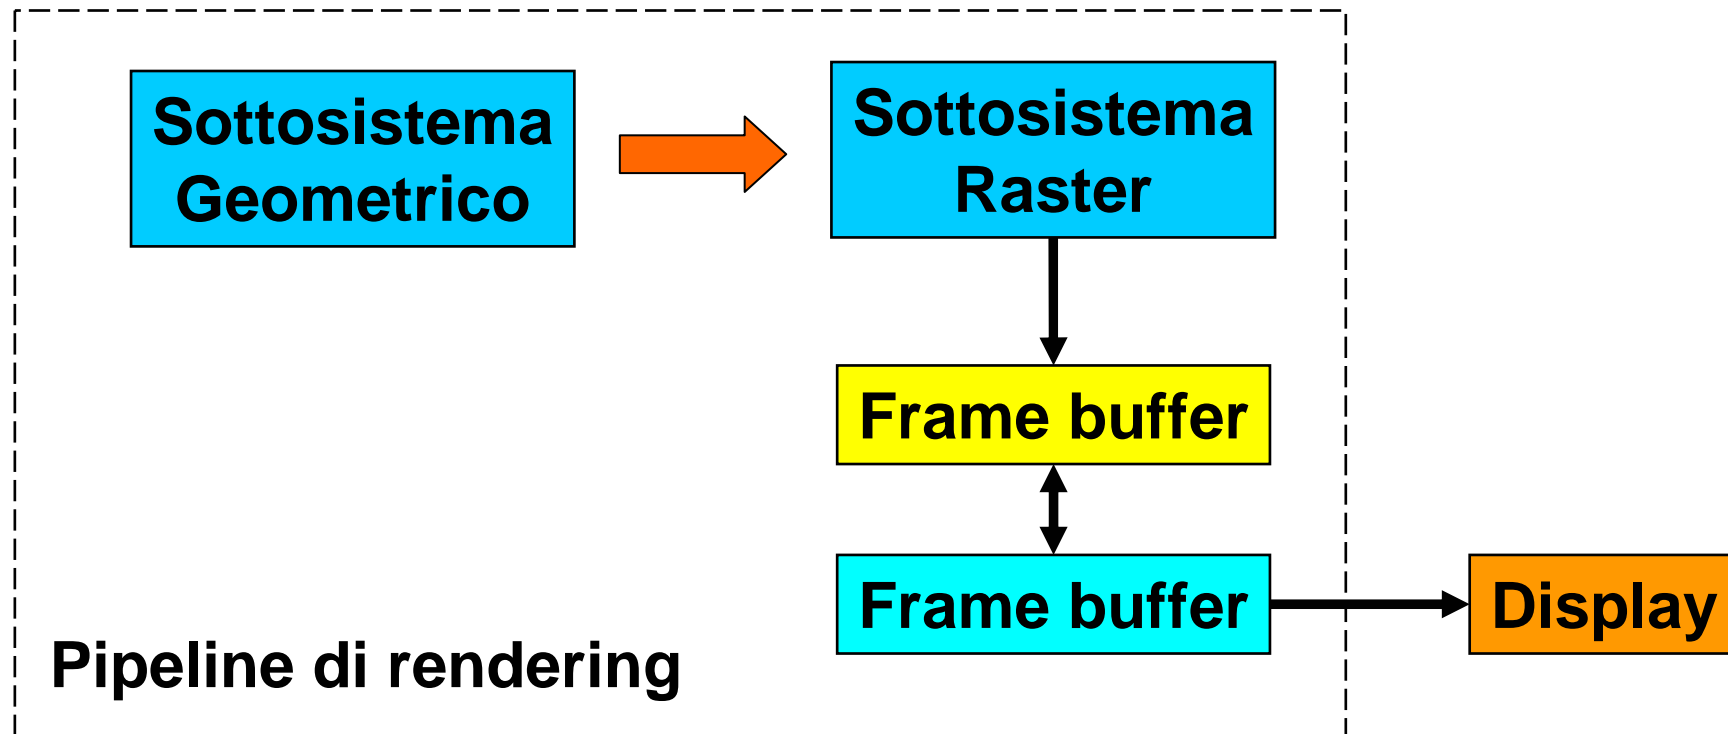 Sottosistema
Geometrico
Sottosistema
Raster
Frame buffer
Frame buffer
Display
Pipeline di rendering